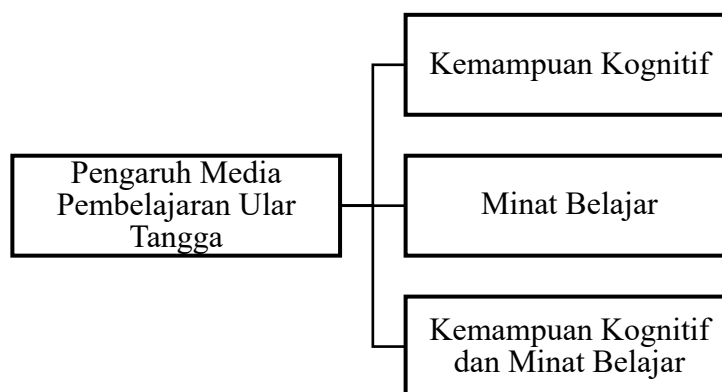 Pengaruh Media
Pembelajaran Ular
Tangga
Kemampuan Kognitif
Minat Belajar
Kemampuan Kognitif
dan Minat Belajar